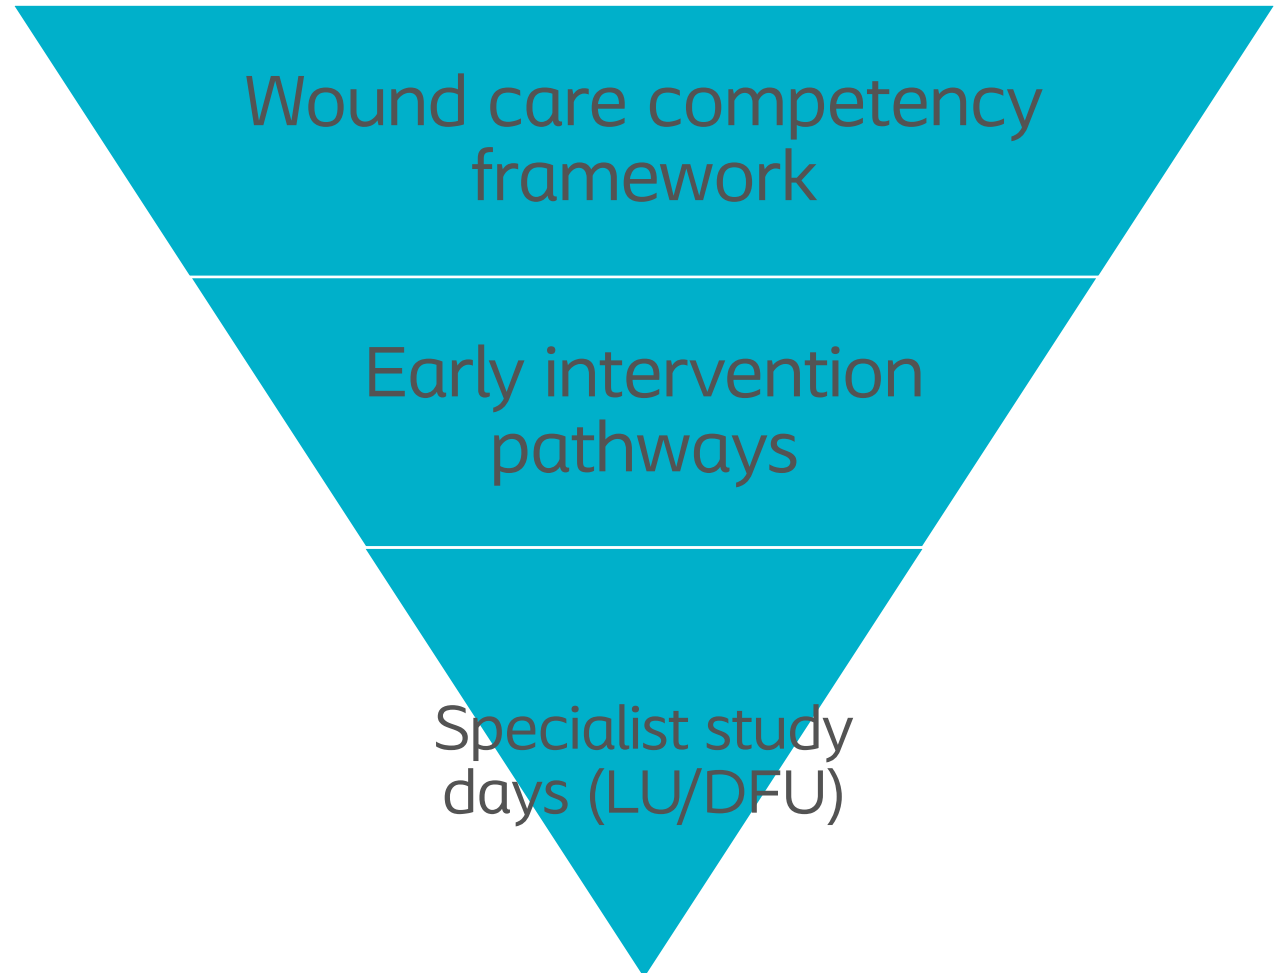 Wound care competency
framework
Early intervention
pathways
Specialist study
days (LU/DFU)